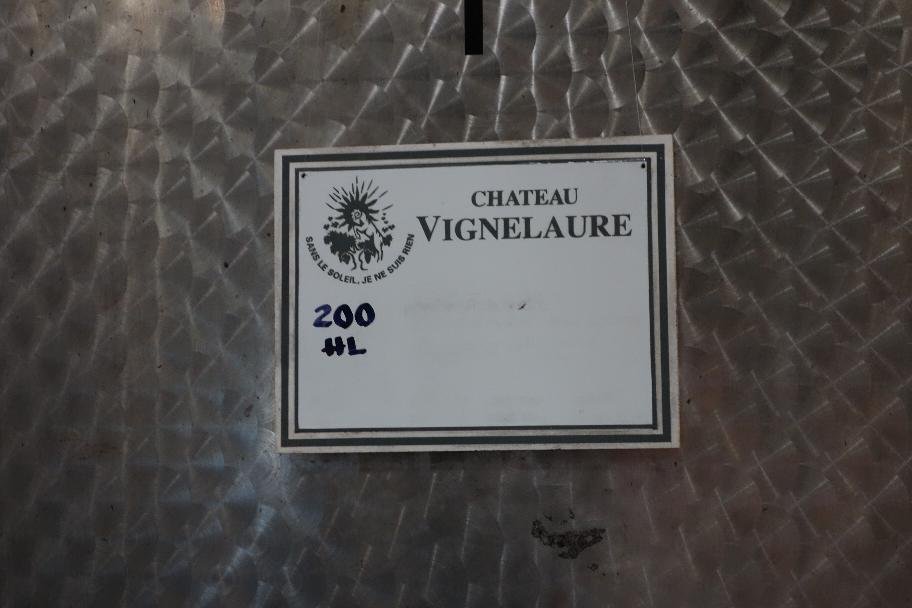 CHATEAU
VIGNELAURE
SANS LE SOLEIL, JE NE SUIS RIEN
200
HL